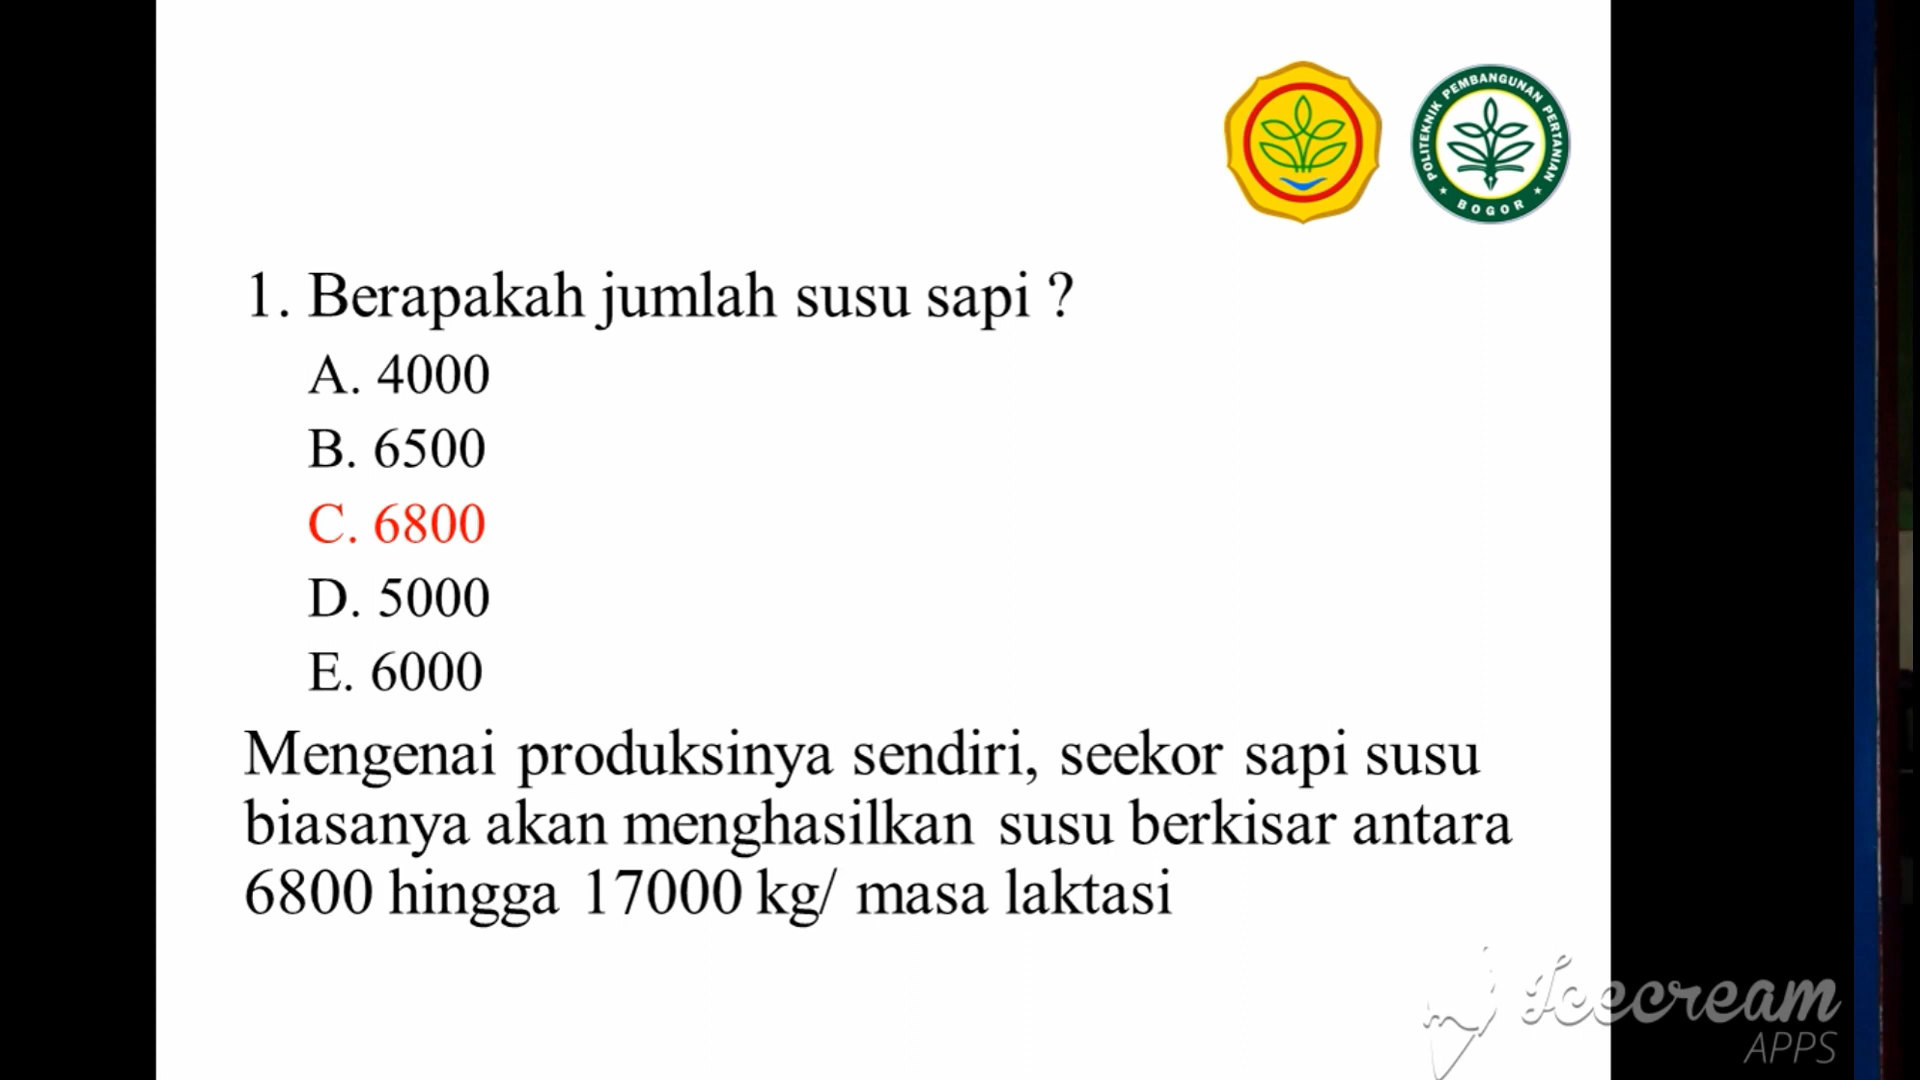 POLITEKNIK PEMBANGUNAN PERTANIAN
BOGOR
1. Berapakah jumlah susu sapi ?
A. 4000
B. 6500
C. 6800
D. 5000
E. 6000
Mengenai produksinya sendiri, seekor sapi susu
biasanya akan menghasilkan susu berkisar antara
6800 hingga 17000 kg/ masa laktasi
Icecream
APPS